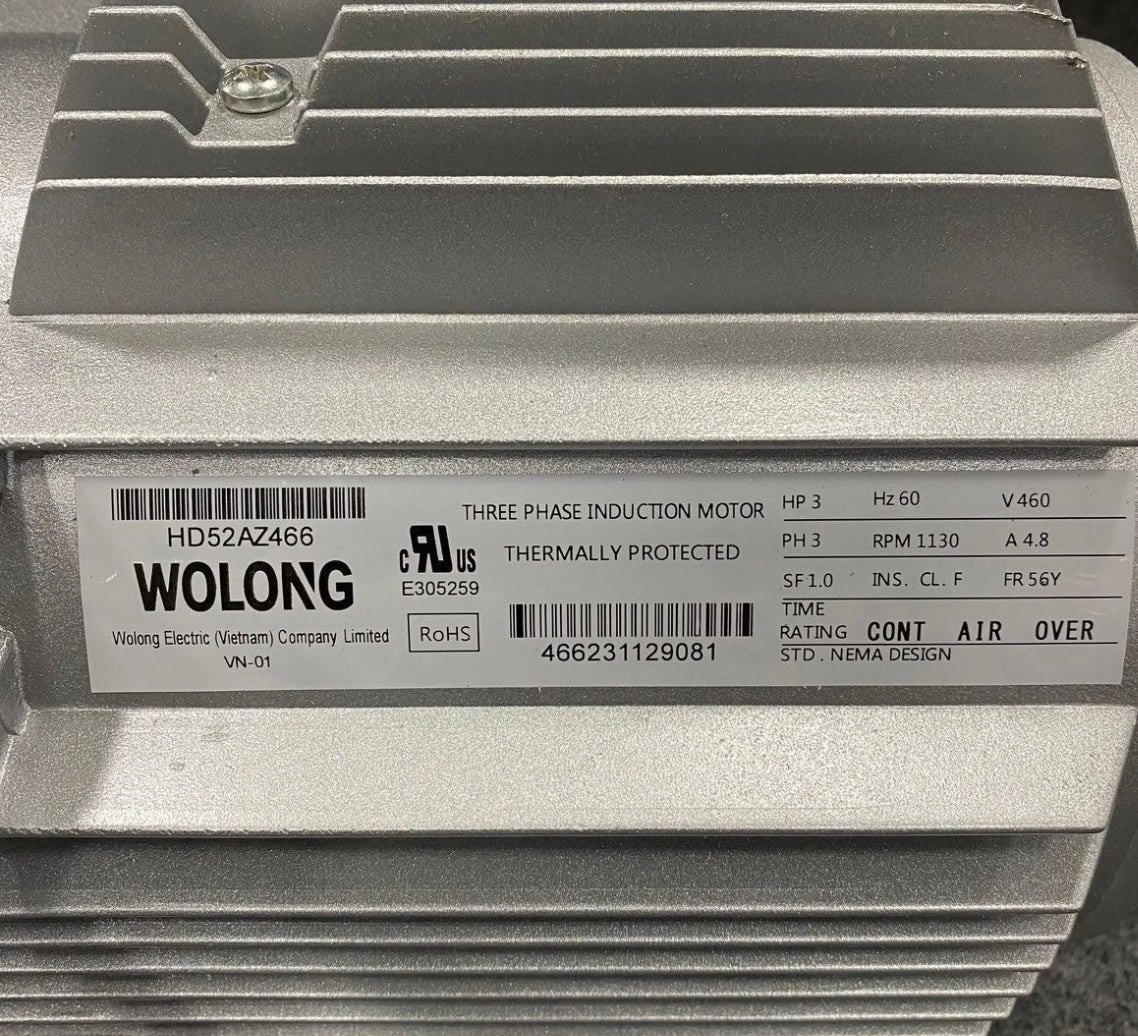 HD52AZ466
WOLONG
Wolong Electric (Vietnam) Company Limited
VN-01
c RU US
E305259
RoHS
THREE PHASE INDUCTION MOTOR
THERMALLY PROTECTED
466231129081
HP 3 Hz 60 V 460
PH 3 RPM 1130 A 4.8
SF 1.0 INS. CL. F FR 56Y
TIME
RATING CONT AIR OVER
STD. NEMA DESIGN